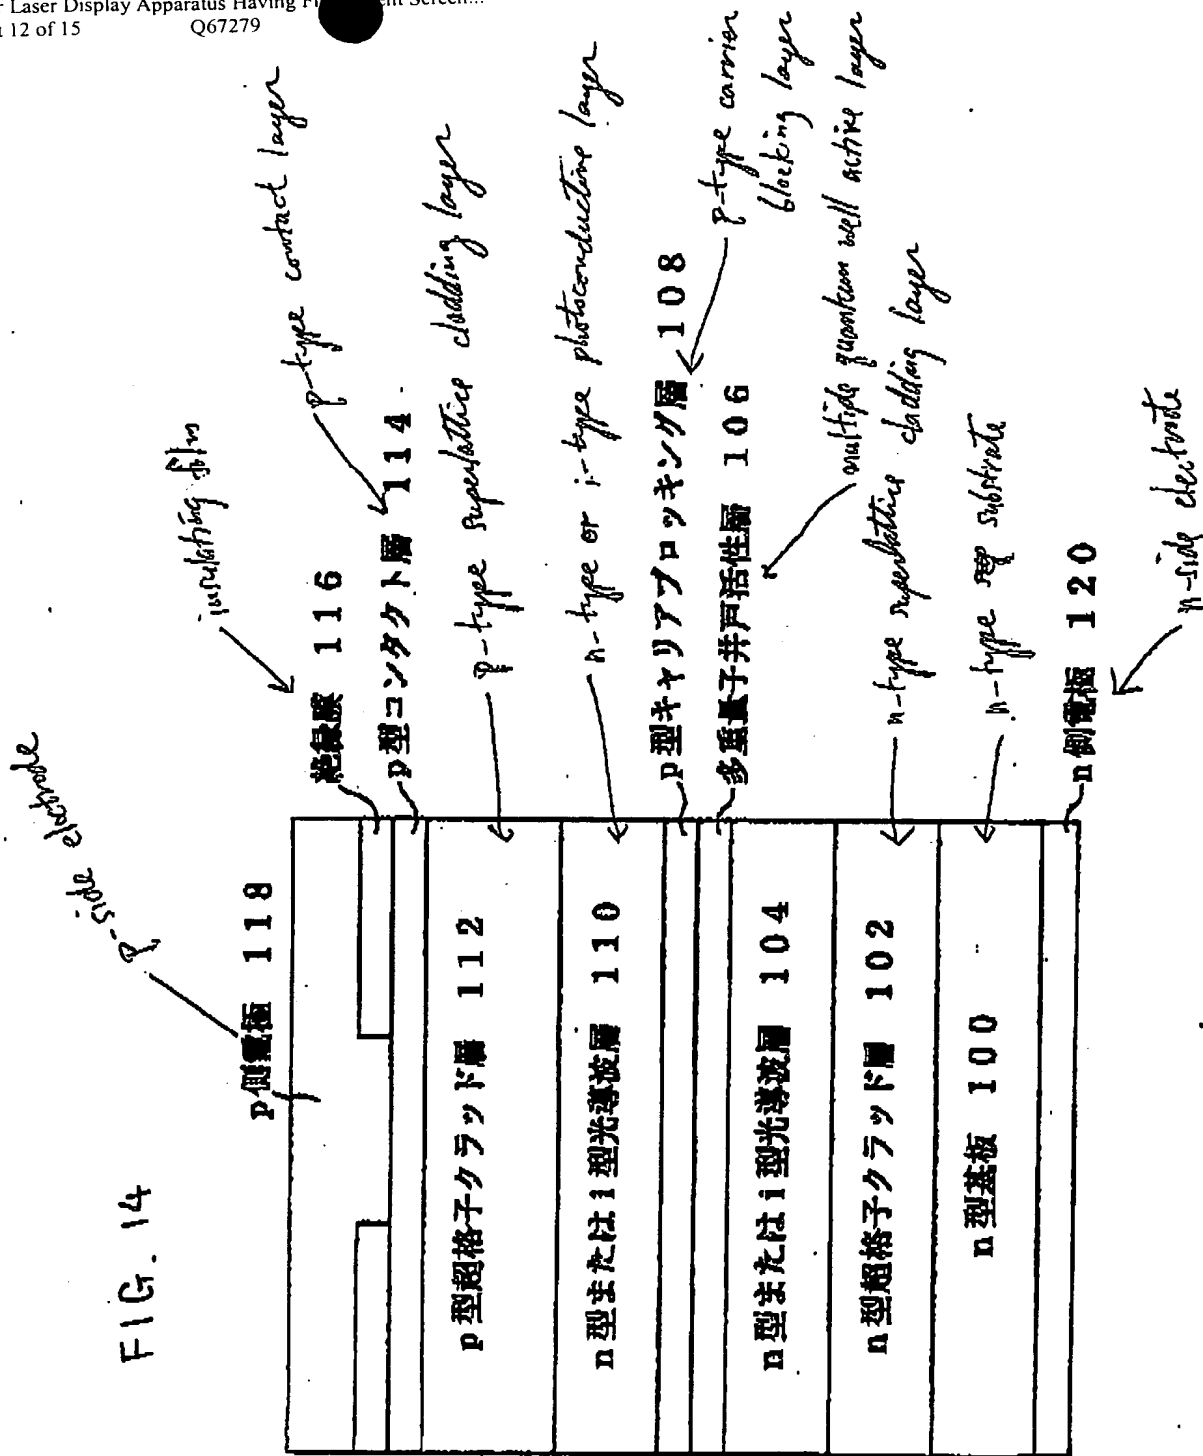 r Laser Display Apparatus Having
ent Screen...
t 12 of 15 Q67279
FIG. 14
p-side electrode
p側電極 118
insulating film
絶縁膜 116
p-type contact layer
p型コンタクト層 114
p型超格子クラッド層 112
p-type superlattice cladding layer
n型またはi型光導波層 110
n-type or i-type photoconductive layer
p型キャリアブロッキング層 108
p-type carrier
blocking layer
多重量子井戸活性層 106
multiple quantum well active layer
n型またはi型光導波層 104
n型超格子クラッド層 102
n-type superlattice cladding layer
n型基板 100
n-type substrate
n側電極 120
n-side electrode